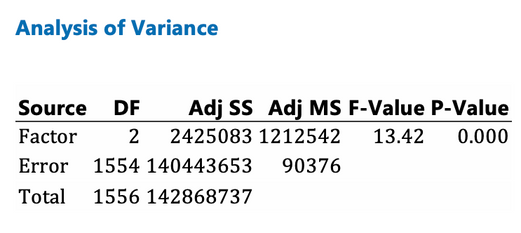 Analysis of Variance
Source DF Adj SS Adj MS F-Value P-Value
Factor 2 2425083 1212542 13.42 0.000
Error 1554 140443653 90376
Total 1556 142868737